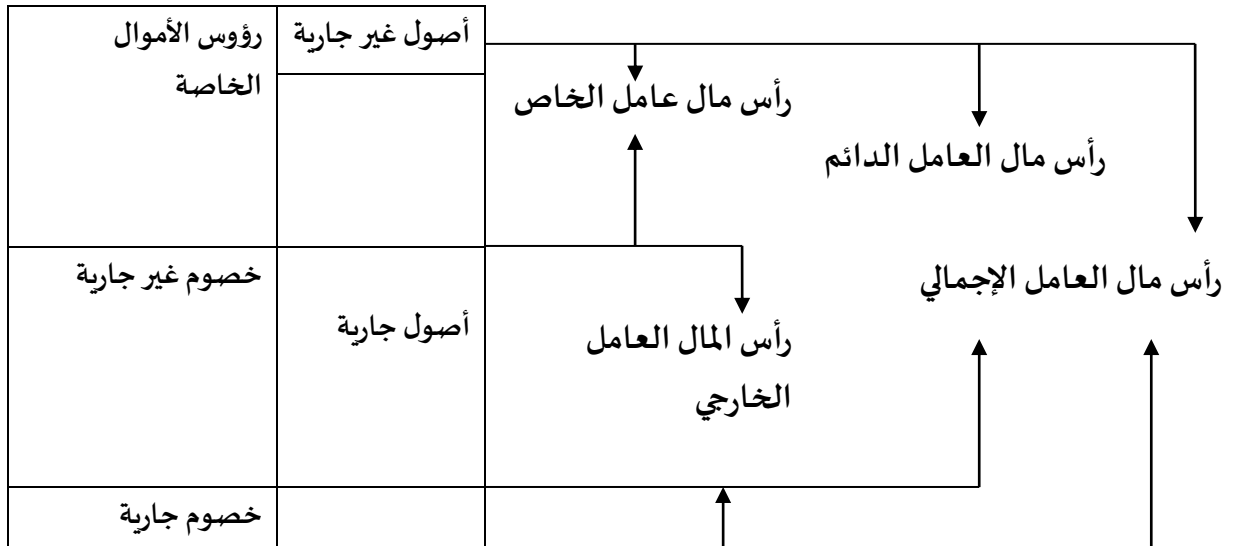 أصول غير جارية
رؤوس الأموال
الخاصة
رأس مال عامل الخاص
رأس مال العامل الدائم
رأس مال العامل الإجمالي
خصوم غير جارية
أصول جارية
رأس المال العامل
الخارجي
خصوم جارية